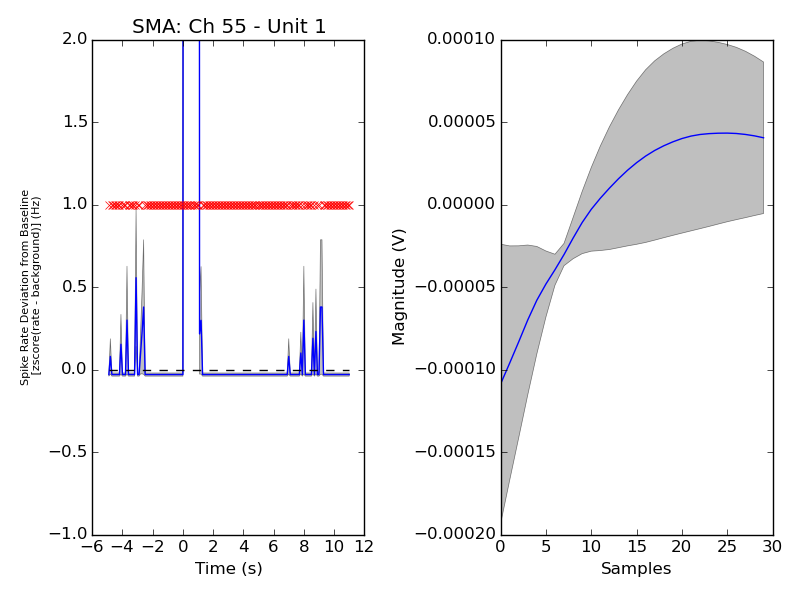 SMA: Ch 55 - Unit 1
2.0
1.5
1.0
0.5
0.0
−0.5
−1.0
−6 −4 −2 0 2 4 6 8 10 12
Time (s)
Spike Rate Deviation from Baseline
[zscore(rate - background)] (Hz)
0.00010
0.00005
0.00000
−0.00005
−0.00010
−0.00015
−0.00020
0 5 10 15 20 25 30
Samples
Magnitude (V)